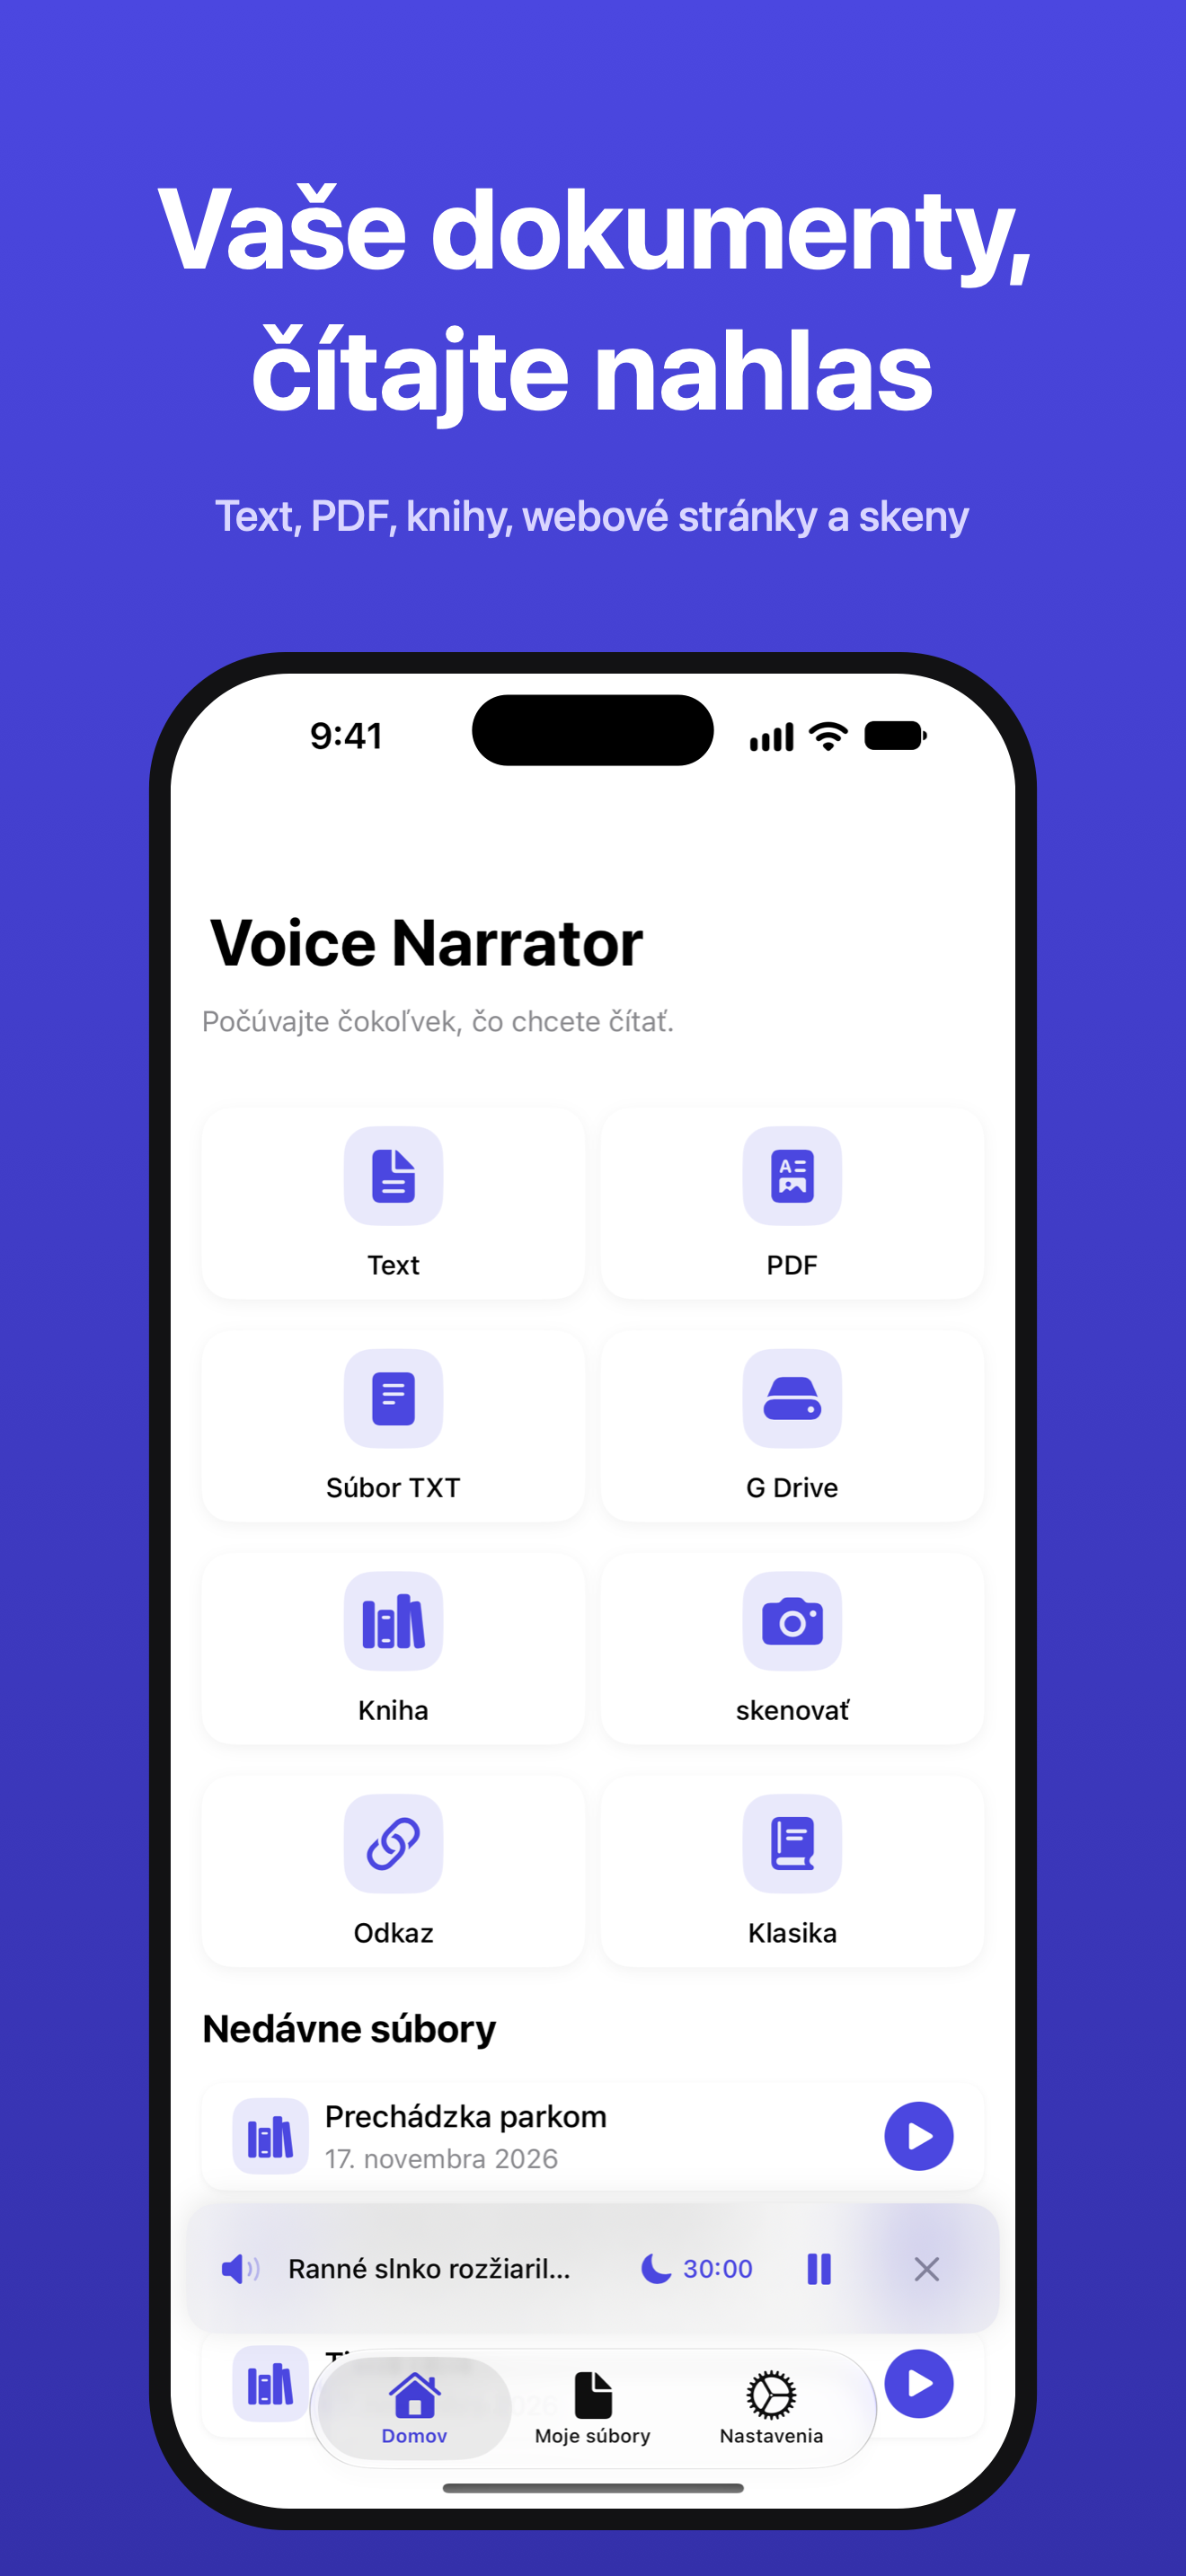 Vaše dokumenty,
čítajte nahlas
Text, PDF, knihy, webové stránky a skeny
9:41
Voice Narrator
Počúvajte čokoľvek, čo chcete čítať.
Text
PDF
Súbor TXT
G Drive
Kniha
skenovať
Odkaz
Klasika
Nedávne súbory
Prechádzka parkom
17. novembra 2026
Ranné slnko rozžiaril...
30:00
Domov
Moje súbory
Nastavenia